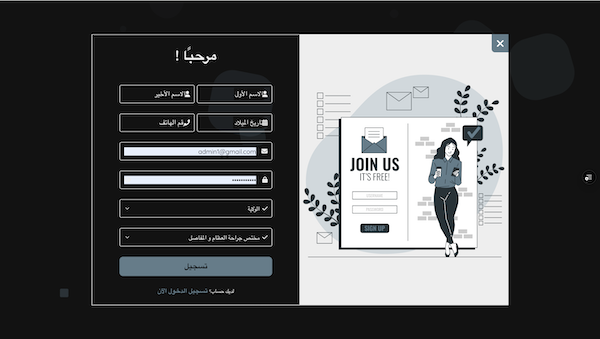 مرحبًا !
الاسم الأول
الاسم الأخير
تاريخ الميلاد
رقم الهاتف
admin1@gmail.com
الولاية
مختص جراحة العظام و المفاصل
تسجيل
لديك حساب؟ تسجيل الدخول الآن
JOIN US
IT'S FREE!
SIGN UP